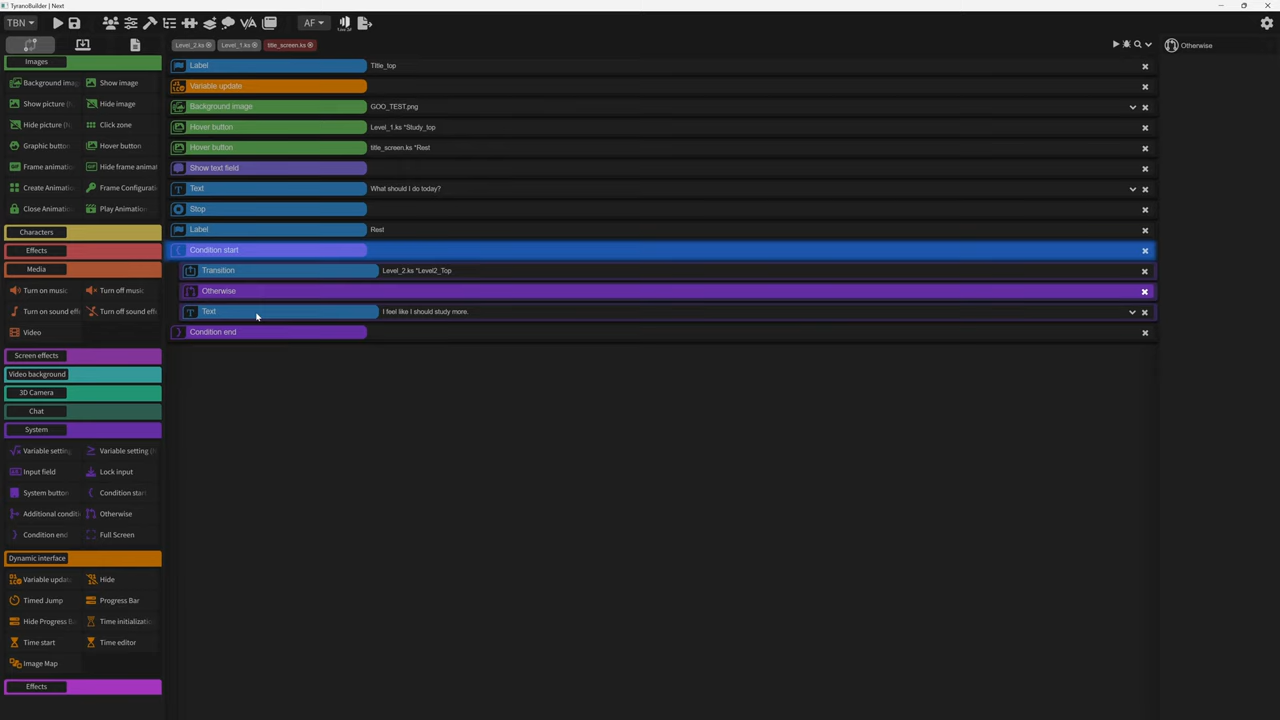 TyranoBuilder | Next
TBN
V/A
AF
Level_2.ks
Level_1.ks
title_screen.ks
Otherwise
Images
Background imag
Show image
Show picture (N
Hide image
Hide picture (N
Click zone
Graphic button
Hover button
Frame animati
Hide frame anima
Create Animati
Frame Configurati
Close Animatio
Play Animation
Characters
Effects
Media
Turn on music
Turn off music
Turn on sound eff
Turn off sound eff
Video
Screen effects
Video background
3D Camera
Chat
System
Variable setting
Variable setting (
Input field
Lock input
System button
Condition start
Additional conditi
Otherwise
Condition end
Full Screen
Dynamic interface
Variable update
Hide
Timed Jump
Progress Bar
Hide Progress Ba
Time initializatio
Time start
Time editor
Image Map
Effects
Label Title_top
Variable update
Background image GOO_TEST.png
Hover button Level_1.ks *Study_top
Hover button title_screen.ks *Rest
Show text field
Text What should I do today?
Stop
Label Rest
Condition start
Transition Level_2.ks *Level2_Top
Otherwise
Text I feel like I should study more.
Condition end